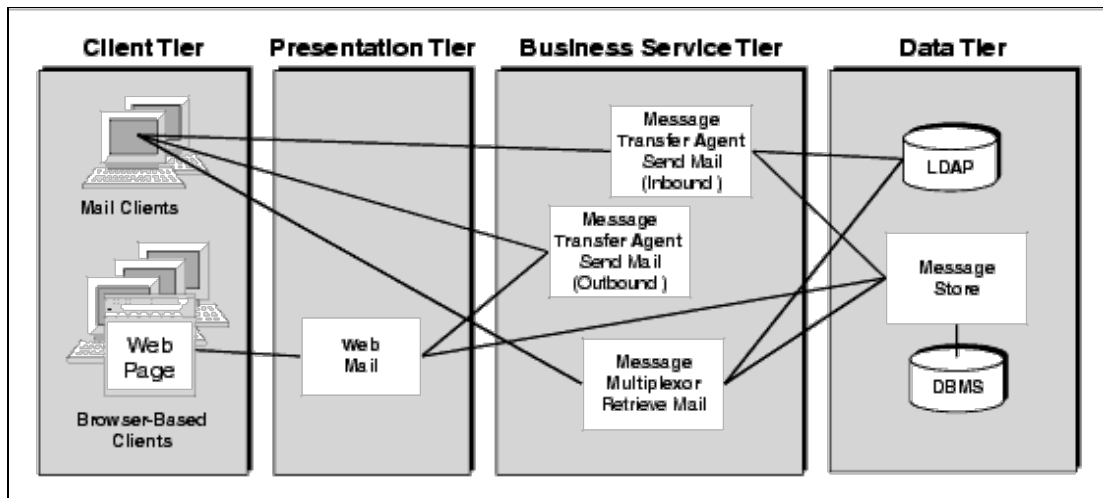 Client Tier
Presentation Tier
Business Service Tier
Data Tier
Mail Clients
Web
Page
Browser-Based
Clients
Web
Mail
Message
Transfer Agent
Send Mail
(Inbound )
Message
Transfer Agent
Send Mail
(Outbound )
Message
Multiplexor
Retrieve Mail
LDAP
Message
Store
DBMS